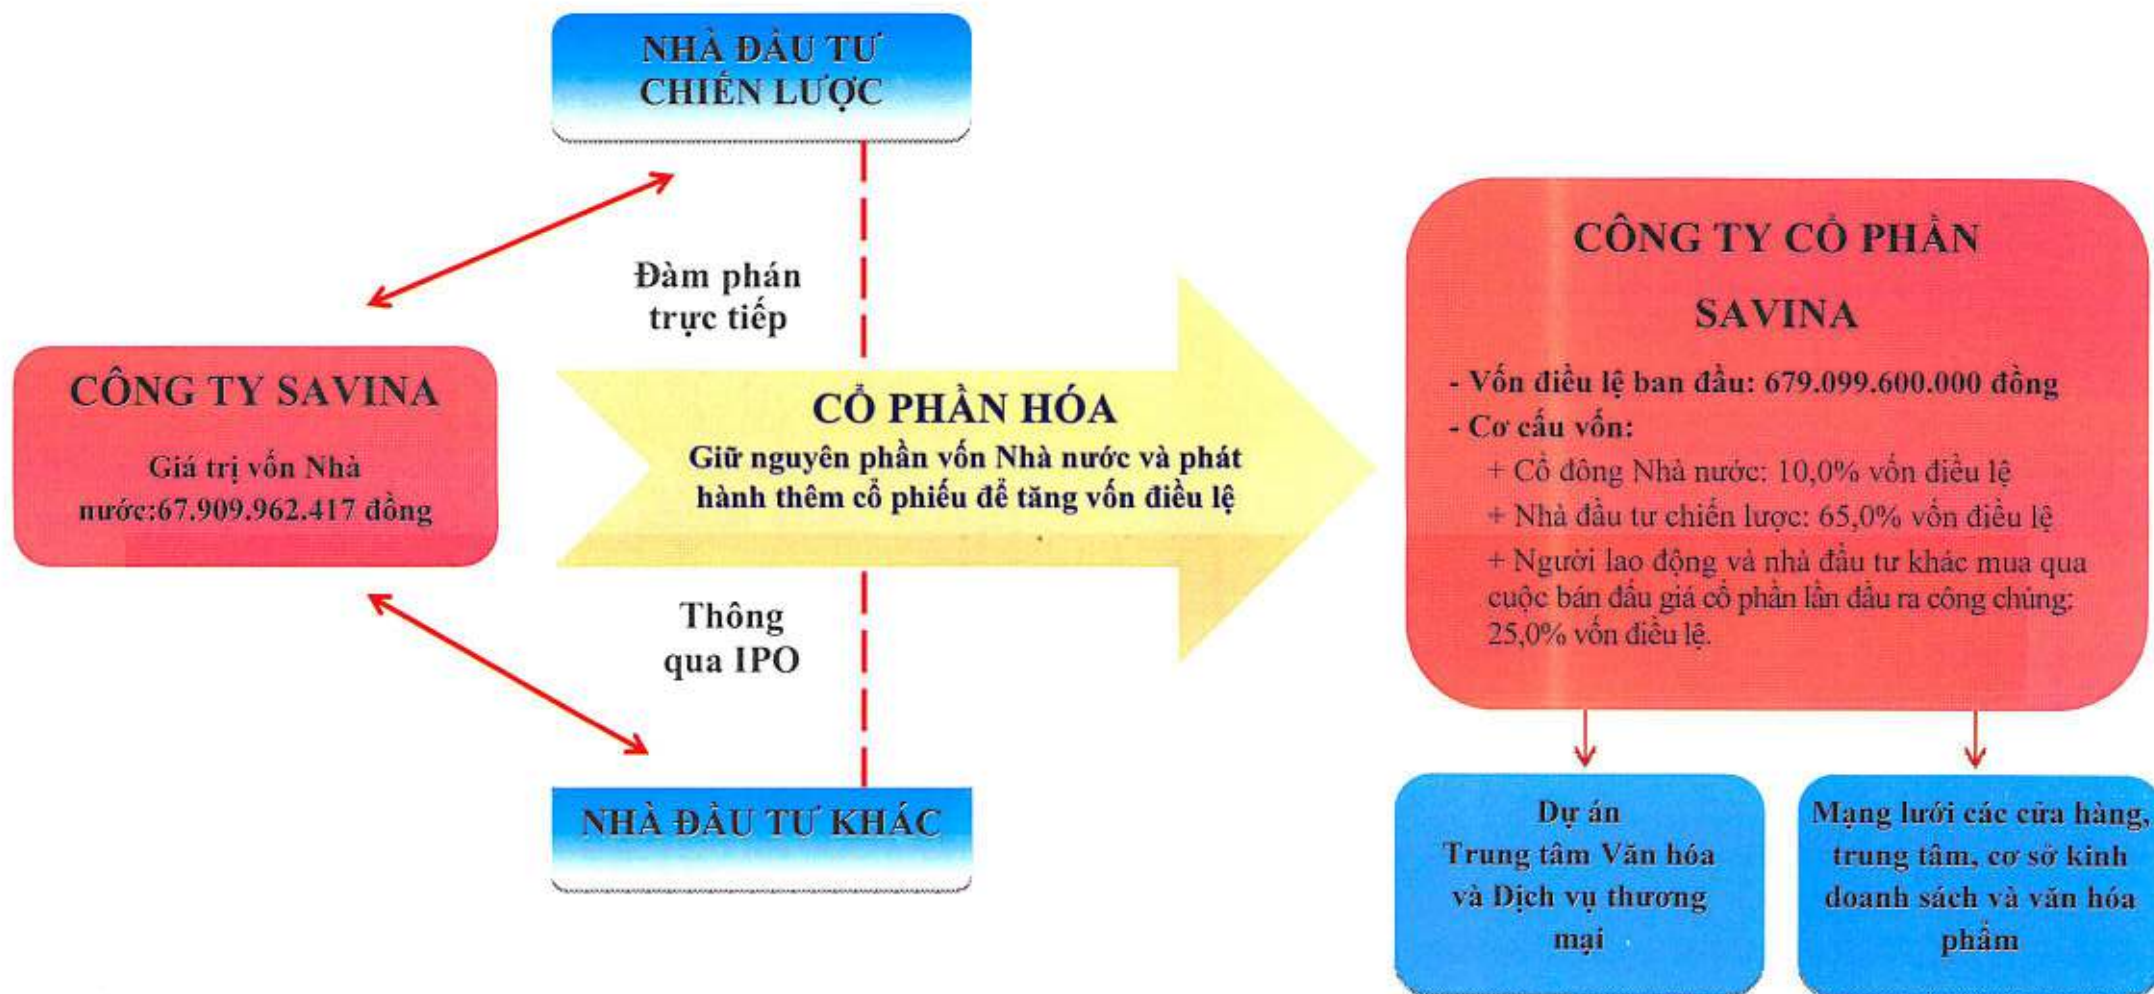 NHÀ ĐẦU TƯ
CHIẾN LƯỢC
Đàm phán
trực tiếp
CÔNG TY SAVINA
Giá trị vốn Nhà
nước:67.909.962.417 đồng
CỔ PHẦN HÓA
Giữ nguyên phần vốn Nhà nước và phát
hành thêm cổ phiếu để tăng vốn điều lệ
Thông
qua IPO
NHÀ ĐẦU TƯ KHÁC
CÔNG TY CỔ PHẦN
SAVINA
- Vốn điều lệ ban đầu: 679.099.600.000 đồng
- Cơ cấu vốn:
+ Cổ đông Nhà nước: 10,0% vốn điều lệ
+ Nhà đầu tư chiến lược: 65,0% vốn điều lệ
+ Người lao động và nhà đầu tư khác mua qua
cuộc bán đấu giá cổ phần lần đầu ra công chúng:
25,0% vốn điều lệ.
Dự án
Trung tâm Văn hóa
và Dịch vụ thương
mại
Mạng lưới các cửa hàng,
trung tâm, cơ sở kinh
doanh sách và văn hóa
phẩm